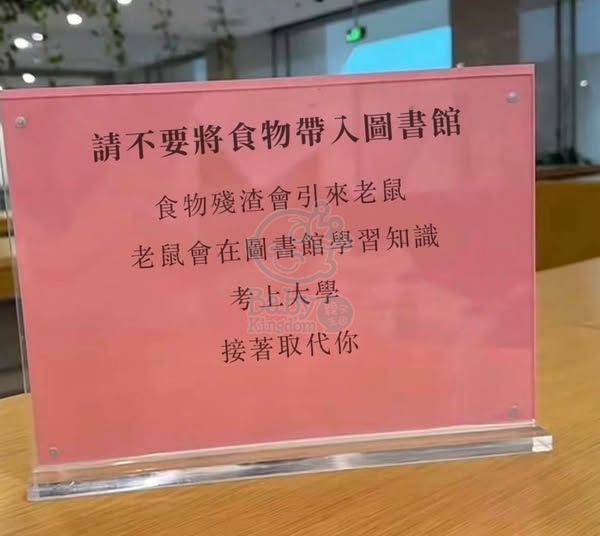 請不要將食物帶入圖書館
食物殘渣會引來老鼠
老鼠會在圖書館學習知識
考上大學
接著取代你
Baby
Kingdom